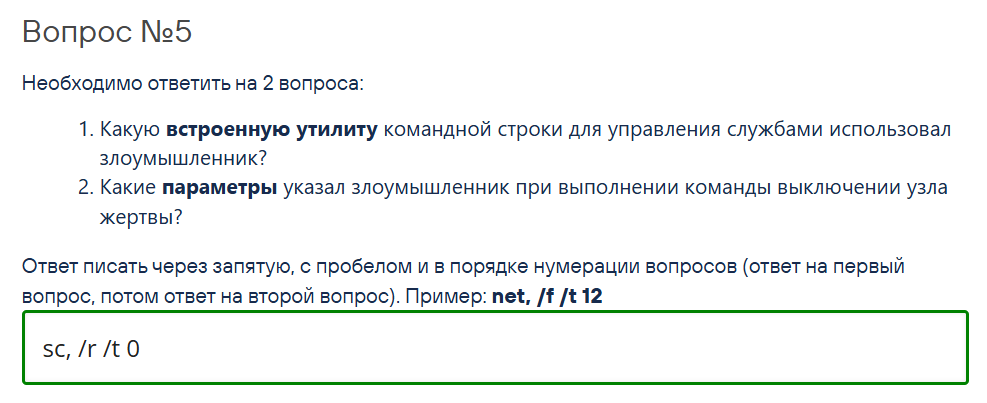 Вопрос №5
Необходимо ответить на 2 вопроса:
1. Какую встроенную утилиту командной строки для управления службами использовал
злоумышленник?
2. Какие параметры указал злоумышленник при выполнении команды выключении узла
жертвы?
Ответ писать через запятую, с пробелом и в порядке нумерации вопросов (ответ на первый
вопрос, потом ответ на второй вопрос). Пример: net, /f /t 12
sc, /r /t 0